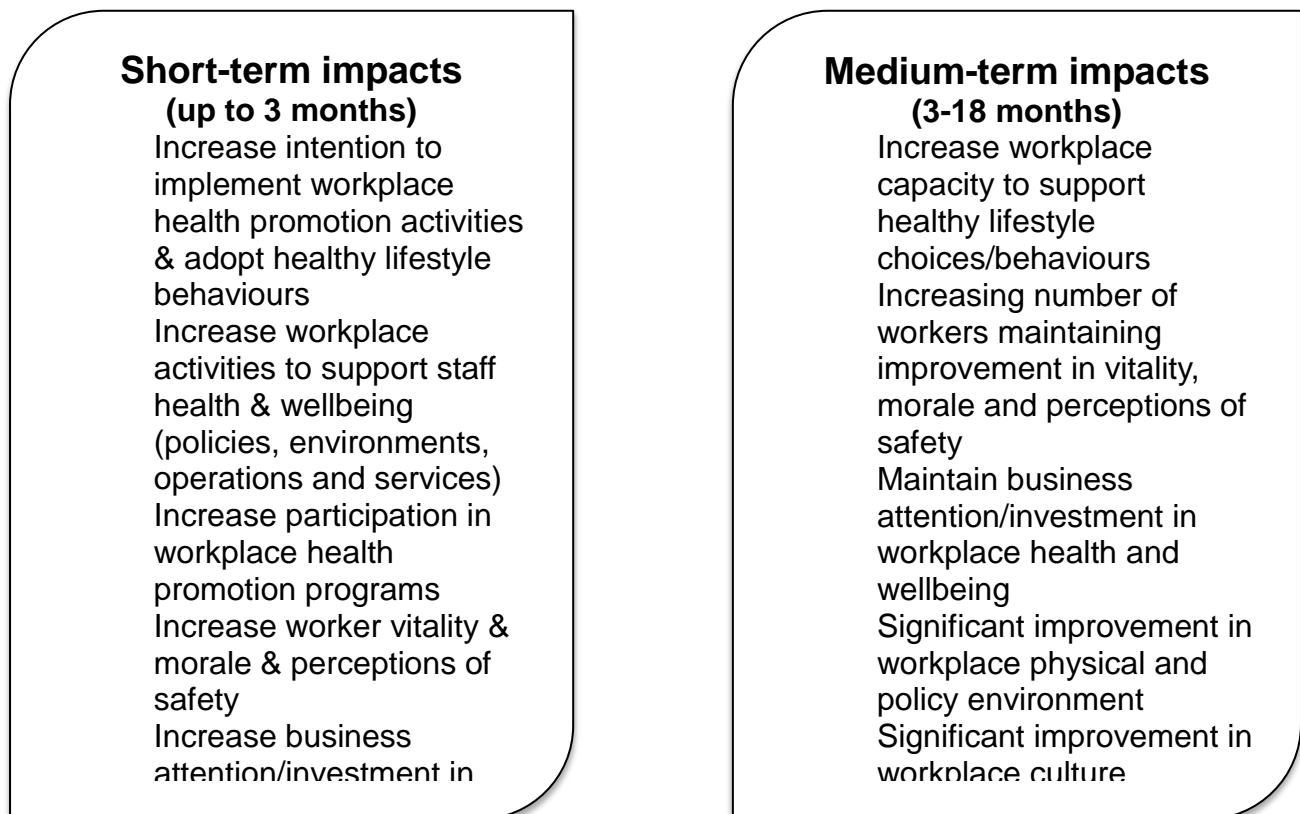 Short-term impacts
(up to 3 months)
Increase intention to
implement workplace
health promotion activities
& adopt healthy lifestyle
behaviours
Increase workplace
activities to support staff
health & wellbeing
(policies, environments,
operations and services)
Increase participation in
workplace health
promotion programs
Increase worker vitality &
morale & perceptions of
safety
Increase business
attention/investment in
Medium-term impacts
(3-18 months)
Increase workplace
capacity to support
healthy lifestyle
choices/behaviours
Increasing number of
workers maintaining
improvement in vitality,
morale and perceptions of
safety
Maintain business
attention/investment in
workplace health and
wellbeing
Significant improvement in
workplace physical and
policy environment
Significant improvement in
workplace culture